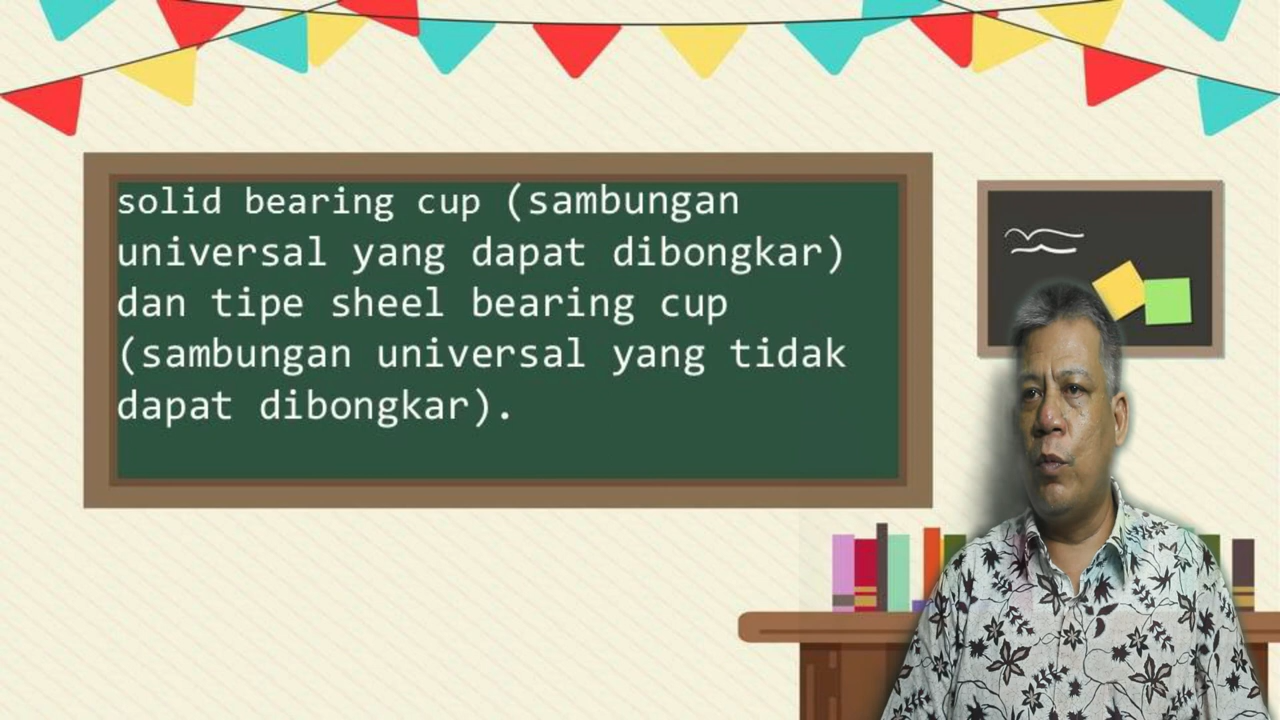 solid bearing cup (sambungan
universal yang dapat dibongkar)
dan tipe sheel bearing cup
(sambungan universal yang tidak
dapat dibongkar).